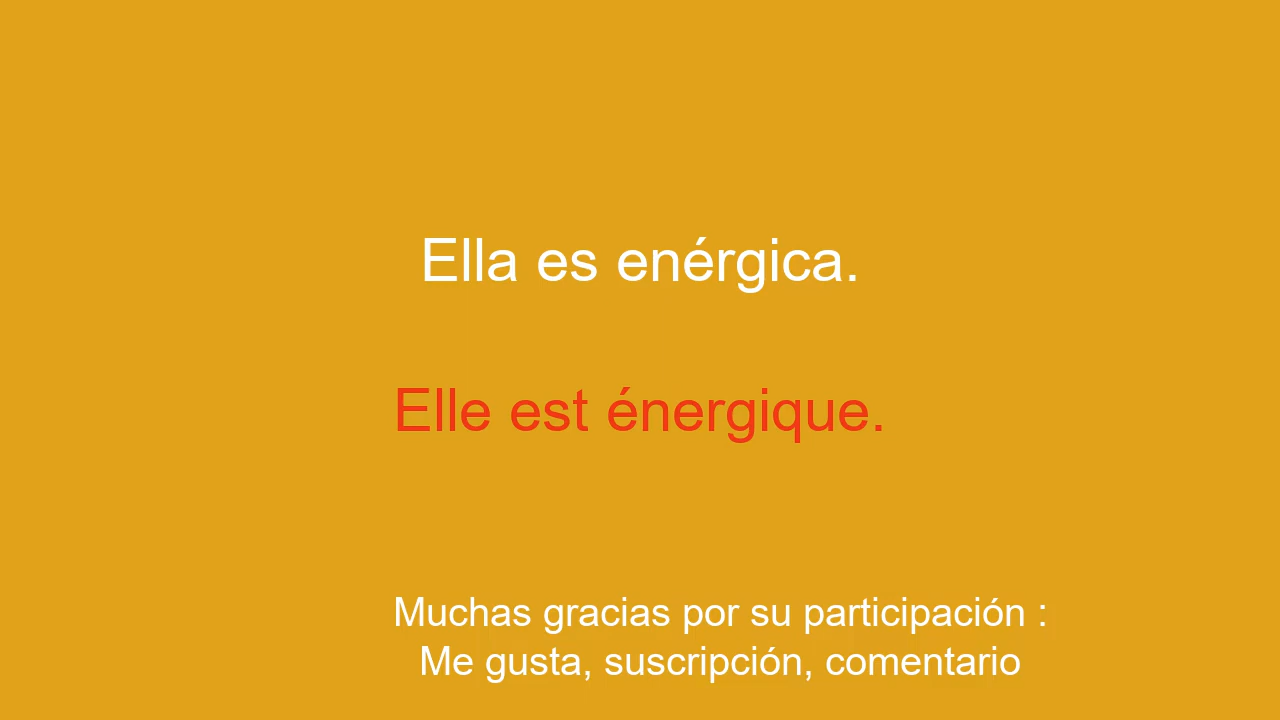 Ella es enérgica.
Elle est énergique.
Muchas gracias por su participación :
Me gusta, suscripción, comentario